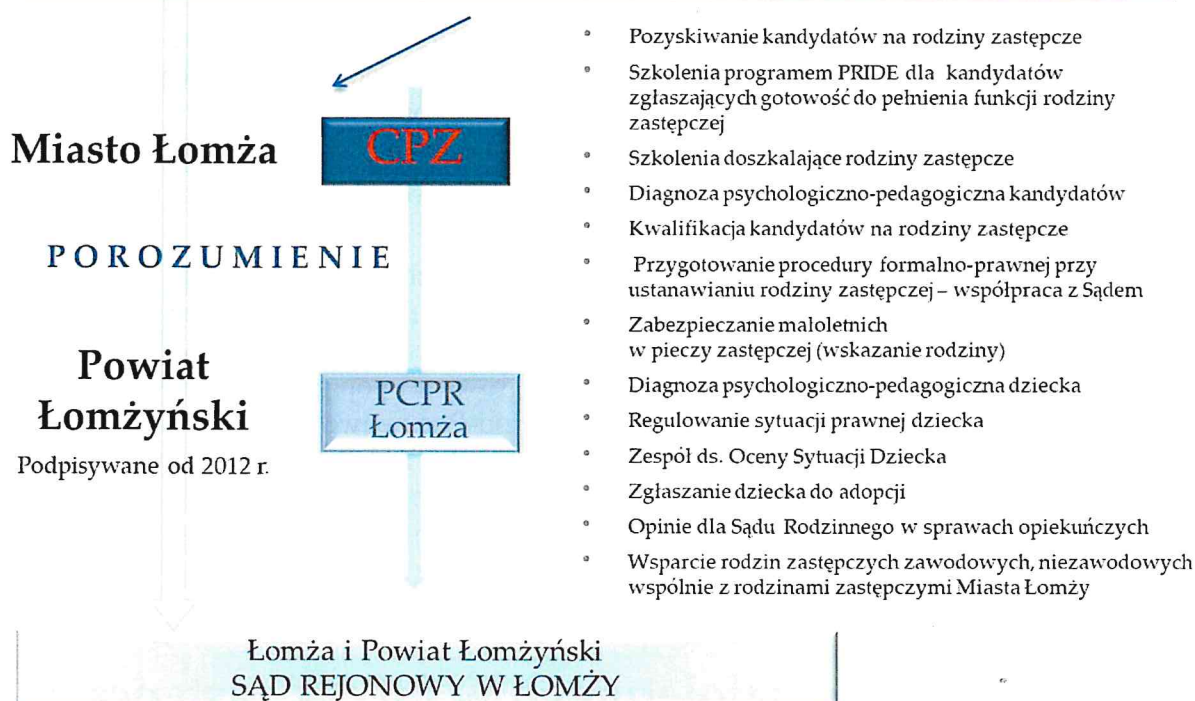 Miasto Łomża
CPZ
POROZUMIENIE
Powiat
Łomżyński
Podpisywane od 2012 r.
PCPR
Łomża
Pozyskiwanie kandydatów na rodziny zastępcze
Szkolenia programem PRIDE dla kandydatów
zgłaszających gotowość do pełnienia funkcji rodziny
zastępczej
Szkolenia doszkalające rodziny zastępcze
Diagnoza psychologiczno-pedagogiczna kandydatów
Kwalifikacja kandydatów na rodziny zastępcze
Przygotowanie procedury formalno-prawnej przy
ustanawianiu rodziny zastępczej – współpraca z Sądem
Zabezpieczanie małoletnich
w pieczy zastępczej (wskazanie rodziny)
Diagnoza psychologiczno-pedagogiczna dziecka
Regulowanie sytuacji prawnej dziecka
Zespół ds. Oceny Sytuacji Dziecka
Zgłaszanie dziecka do adopcji
Opinie dla Sądu Rodzinnego w sprawach opiekuńczych
Wsparcie rodzin zastępczych zawodowych, niezawodowych
wspólnie z rodzinami zastępczymi Miasta Łomży
Łomża i Powiat Łomżyński
SĄD REJONOWY W ŁOMŻY